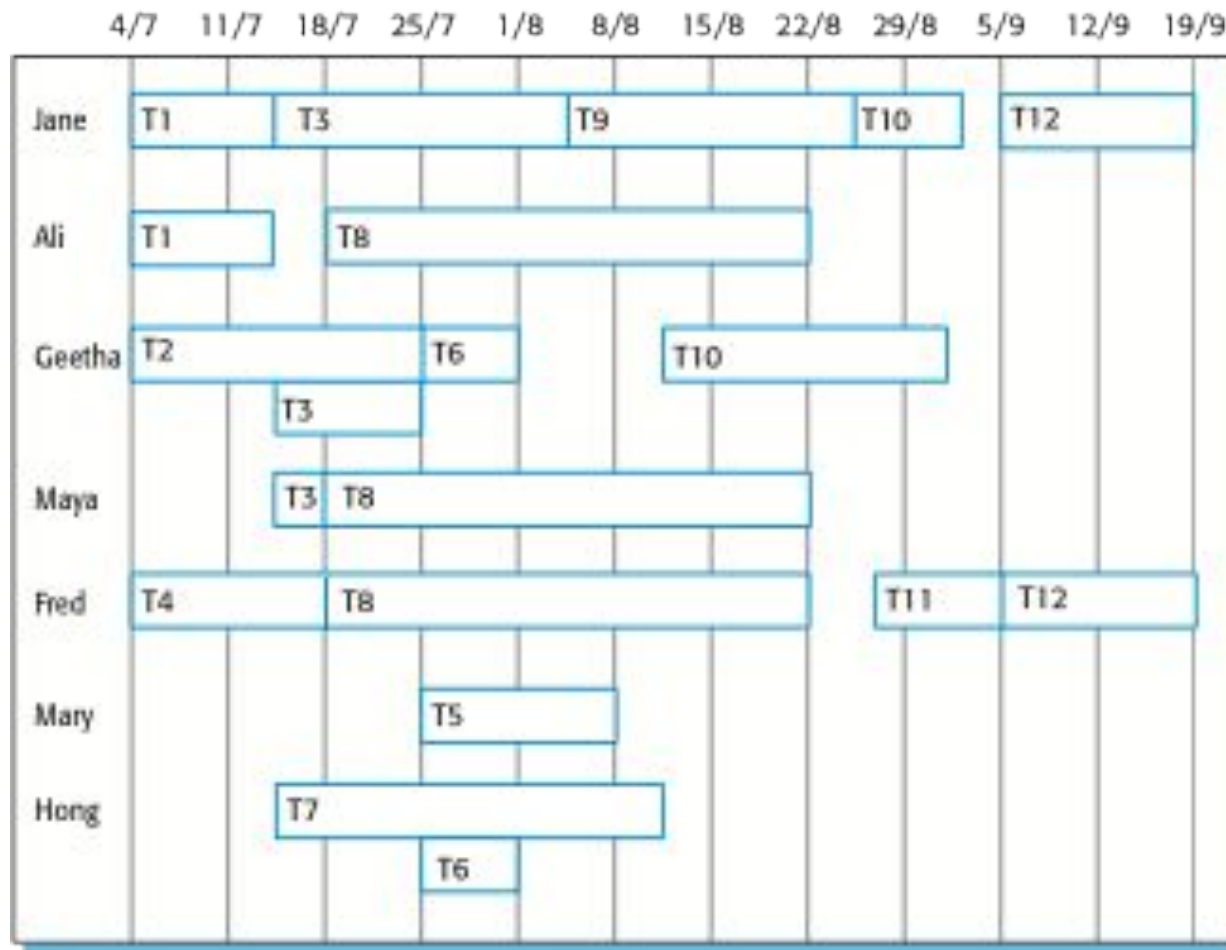 4/7 11/7 18/7 25/7 1/8 8/8 15/8 22/8 29/8 5/9 12/9 19/9
Jane T1 T3 T9 T10 T12
Ali T1 T8
Geetha T2 T6 T10
T3
Maya T3 T8
Fred T4 T8 T11 T12
Mary T5
Hong T7
T6